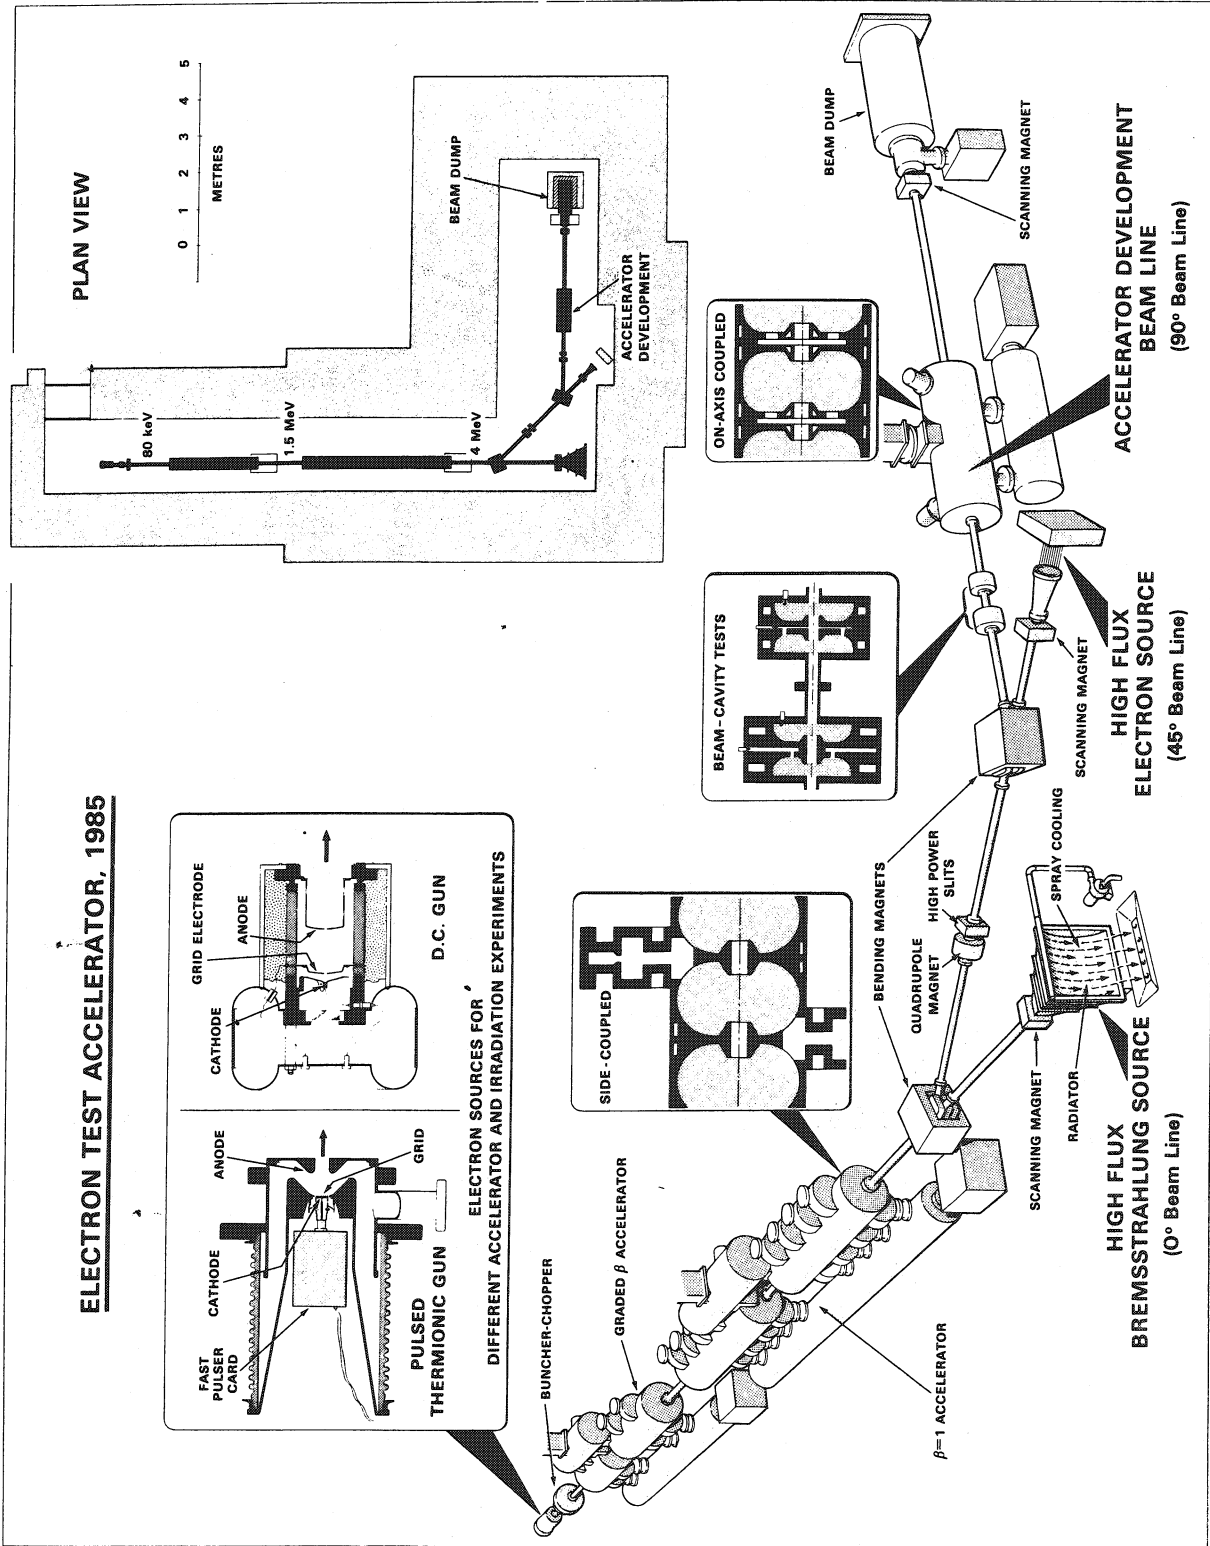 ELECTRON TEST ACCELERATOR, 1985
FAST
PULSER
CARD
CATHODE
ANODE
GRID
PULSED
THERMIONIC GUN
CATHODE
GRID ELECTRODE
ANODE
D.C. GUN
ELECTRON SOURCES FOR
DIFFERENT ACCELERATOR AND IRRADIATION EXPERIMENTS
PLAN VIEW
0 1 2 3 4 5
METRES
80 keV
1.5 MeV
4 MeV
BEAM DUMP
ACCELERATOR
DEVELOPMENT
BUNCHER-CHOPPER
GRADED β ACCELERATOR
β=1 ACCELERATOR
SIDE-COUPLED
BENDING MAGNETS
QUADRUPOLE
MAGNET
HIGH POWER
SLITS
SCANNING MAGNET
RADIATOR
SPRAY COOLING
HIGH FLUX
BREMSSTRAHLUNG SOURCE
(0° Beam Line)
BEAM-CAVITY TESTS
SCANNING MAGNET
HIGH FLUX
ELECTRON SOURCE
(45° Beam Line)
ON-AXIS COUPLED
BEAM DUMP
SCANNING MAGNET
ACCELERATOR DEVELOPMENT
BEAM LINE
(90° Beam Line)